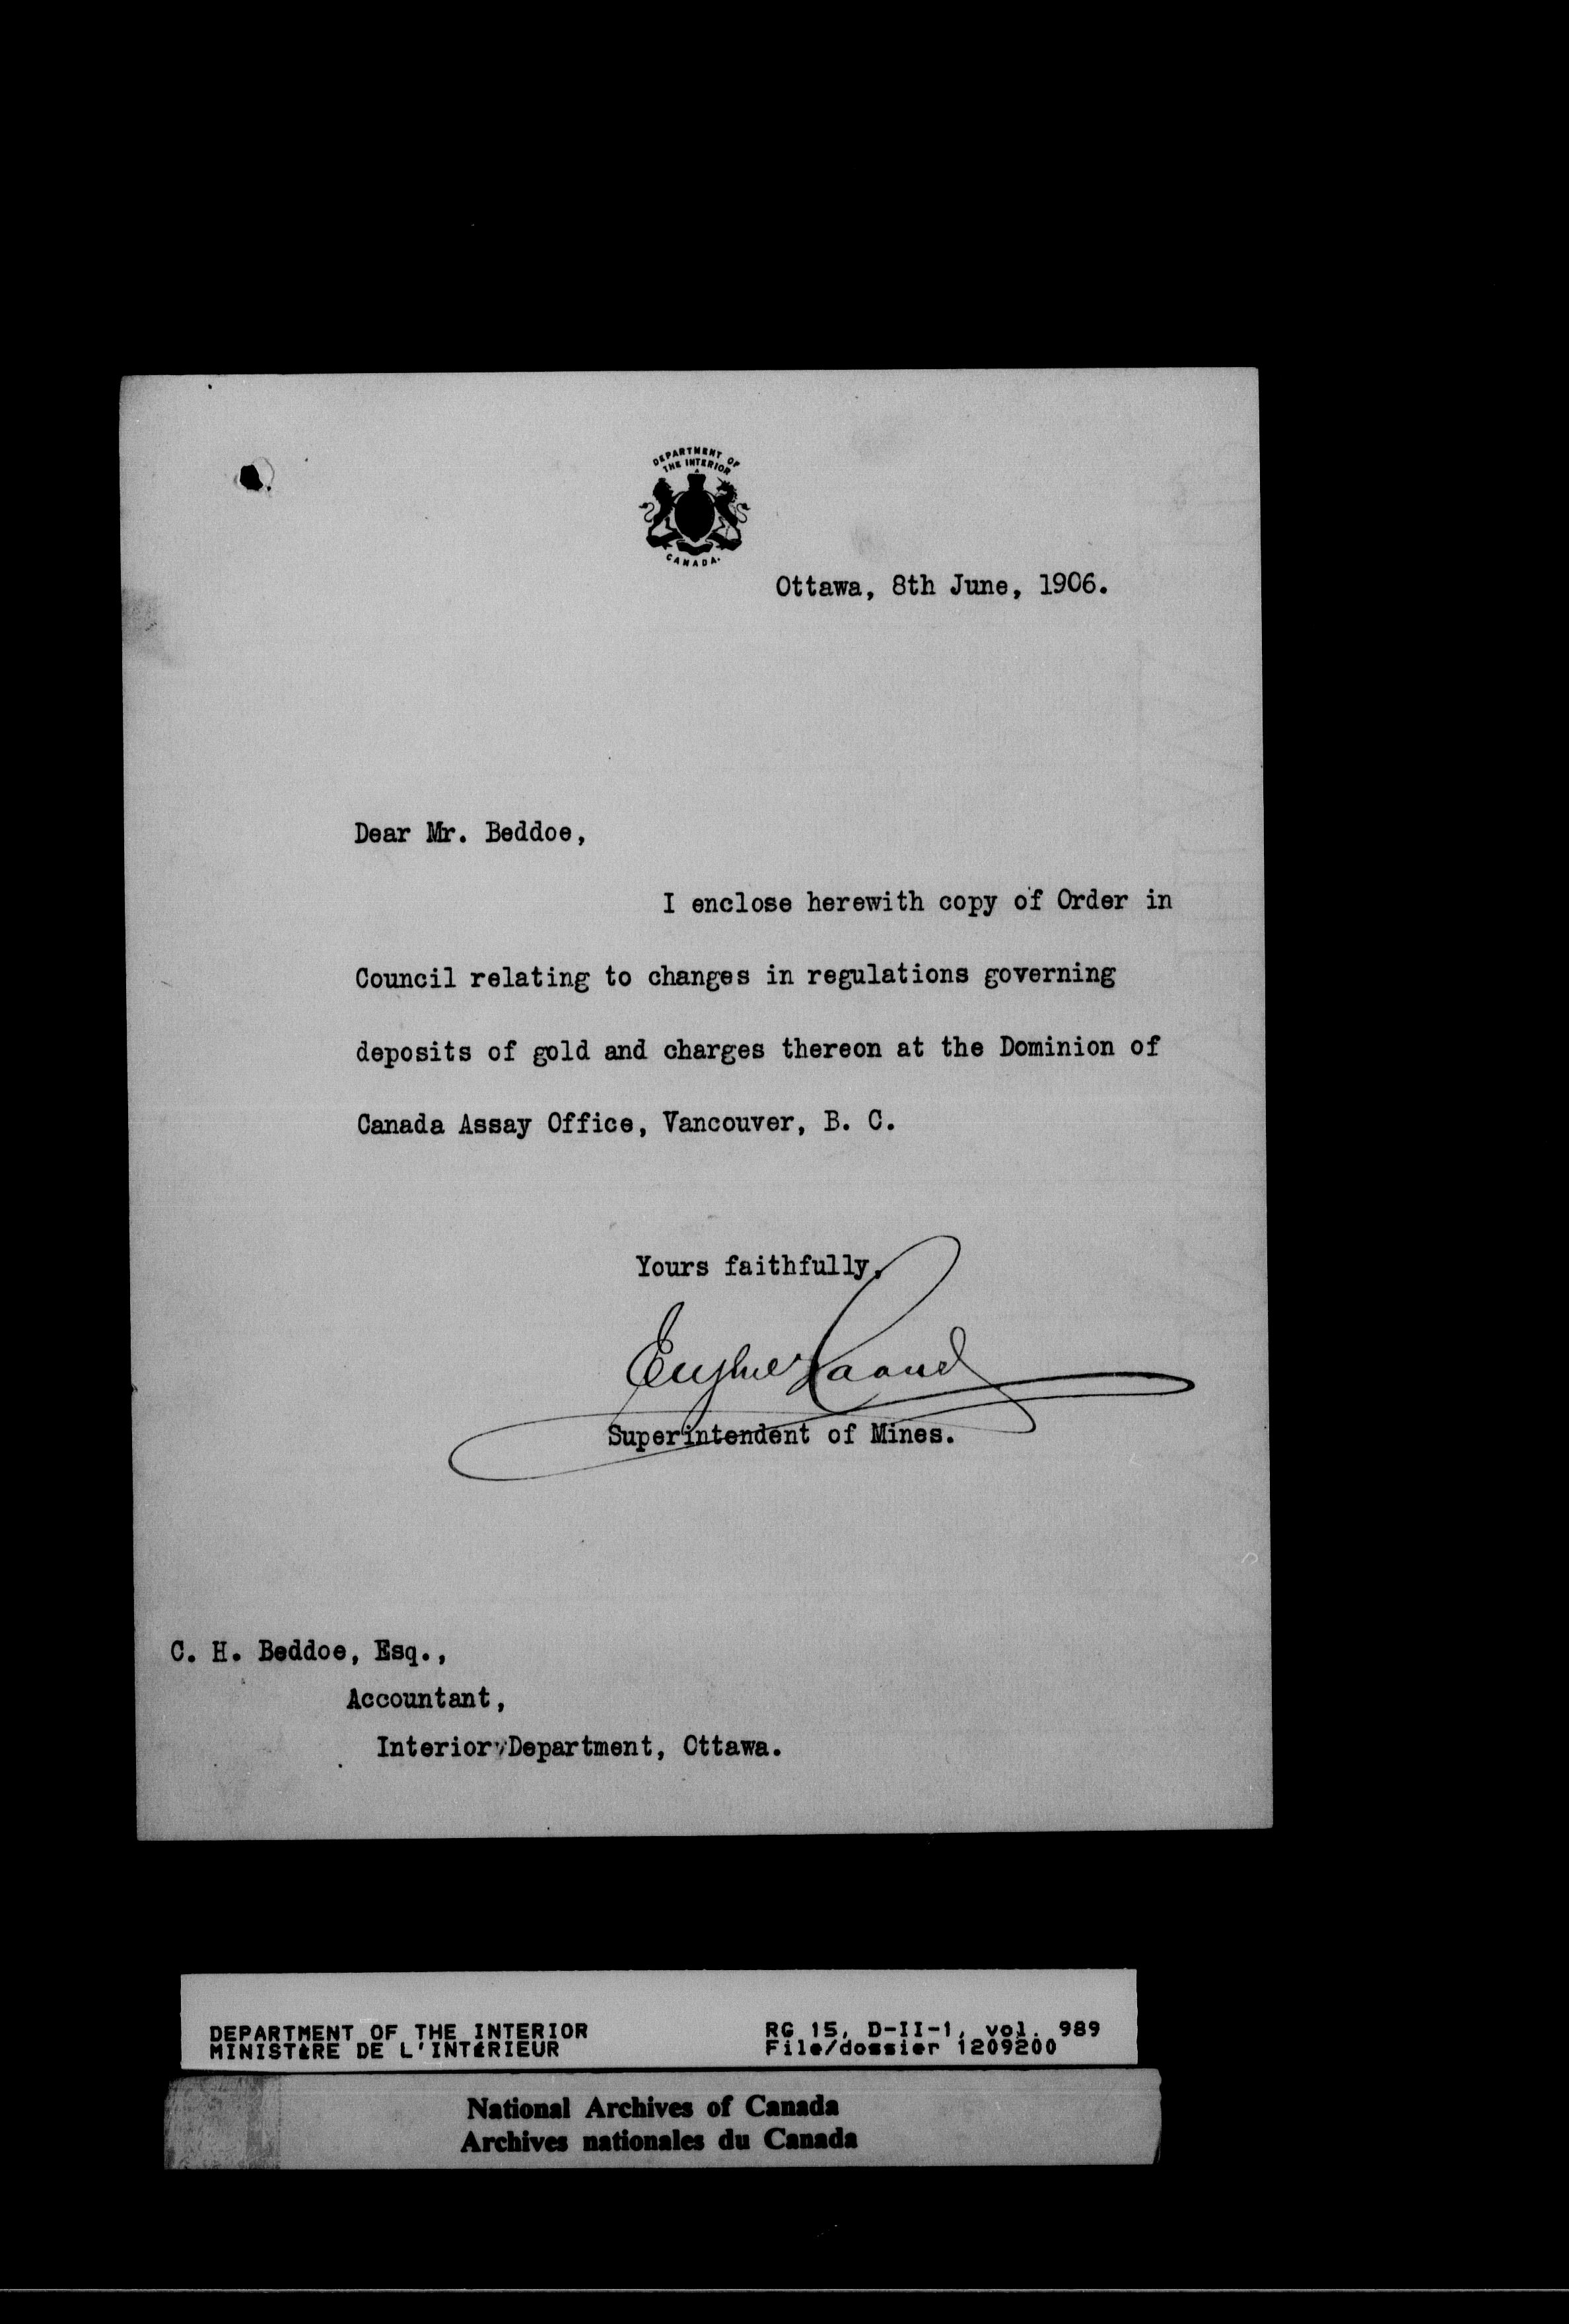 DEPARTMENT OF
THE INTERIOR
CANADA.
Ottawa, 8th June, 1906.
Dear Mr. Beddoe,
I enclose herewith copy of Order in
Council relating to changes in regulations governing
deposits of gold and charges thereon at the Dominion of
Canada Assay Office, Vancouver, B. C.
Yours faithfully,
Eugene Haanel
Superintendent of Mines.
C. H. Beddoe, Esq.,
Accountant,
Interior Department, Ottawa.
DEPARTMENT OF THE INTERIOR
MINISTÈRE DE L'INTÉRIEUR
RG 15, D-II-1, vol. 989
File/dossier 1209200
National Archives of Canada
Archives nationales du Canada